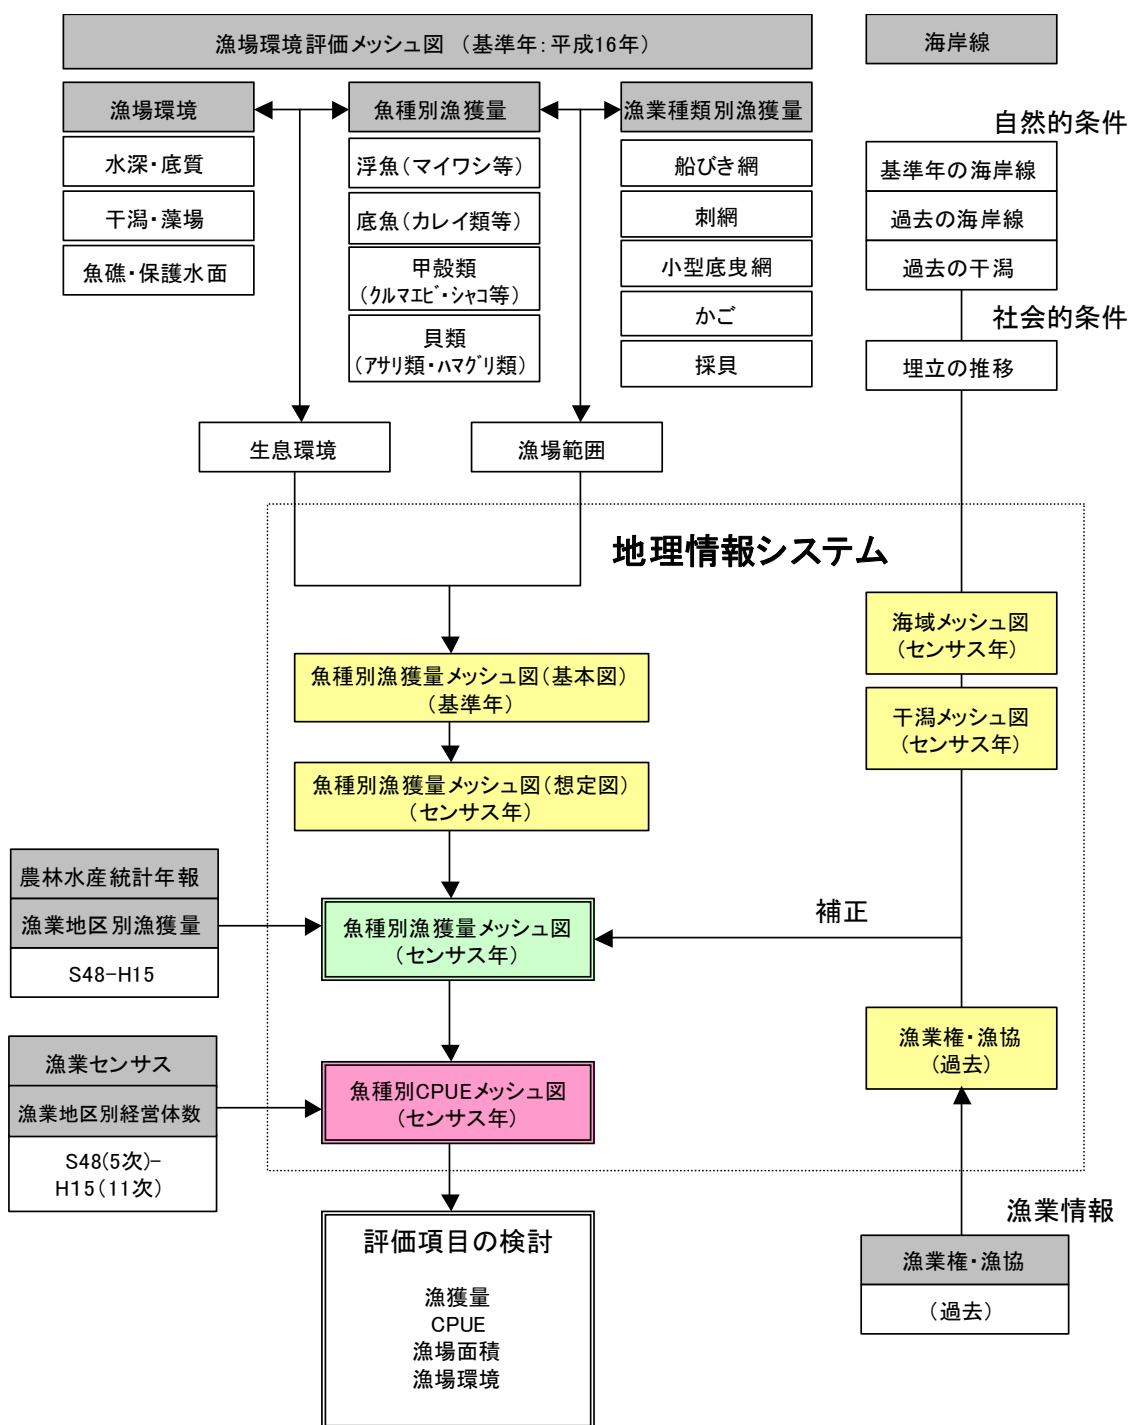 漁場環境評価メッシュ図 (基準年:平成16年)
海岸線
漁場環境
水深・底質
干潟・藻場
魚礁・保護水面
魚種別漁獲量
浮魚(マイワシ等)
底魚(カレイ類等)
甲殻類
(クルマエビ・シャコ等)
貝類
(アサリ類・ハマグリ類)
漁業種類別漁獲量
船びき網
刺網
小型底曳網
かご
採貝
自然的条件
基準年の海岸線
過去の海岸線
過去の干潟
社会的条件
埋立の推移
生息環境
漁場範囲
地理情報システム
海域メッシュ図
(センサス年)
干潟メッシュ図
(センサス年)
魚種別漁獲量メッシュ図(基本図)
(基準年)
魚種別漁獲量メッシュ図(想定図)
(センサス年)
農林水産統計年報
漁業地区別漁獲量
S48-H15
魚種別漁獲量メッシュ図
(センサス年)
補正
漁業センサス
漁業地区別経営体数
S48(5次)-
H15(11次)
魚種別CPUEメッシュ図
(センサス年)
漁業権・漁協
(過去)
漁業情報
漁業権・漁協
(過去)
評価項目の検討
漁獲量
CPUE
漁場面積
漁場環境